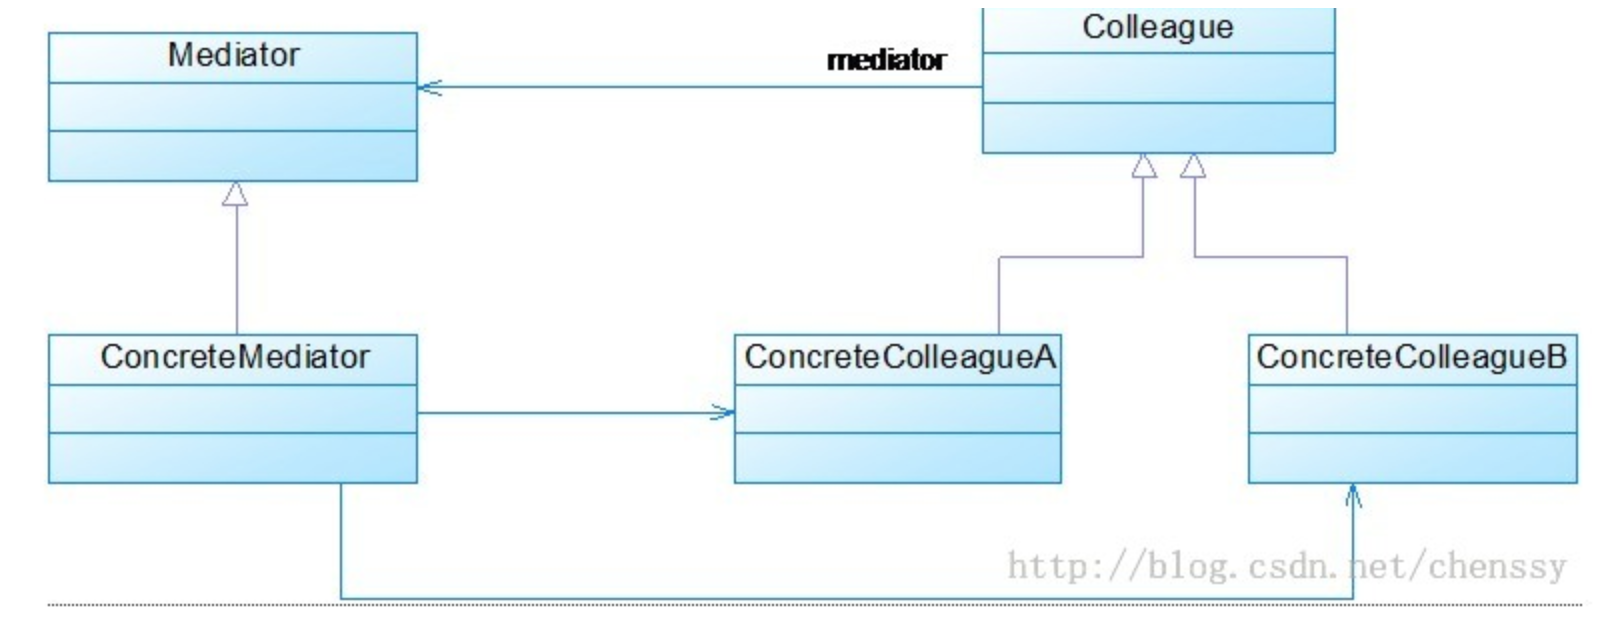 Mediator
mediator
Colleague
ConcreteMediator
ConcreteColleagueA
ConcreteColleagueB
http://blog.csdn.net/chenssy